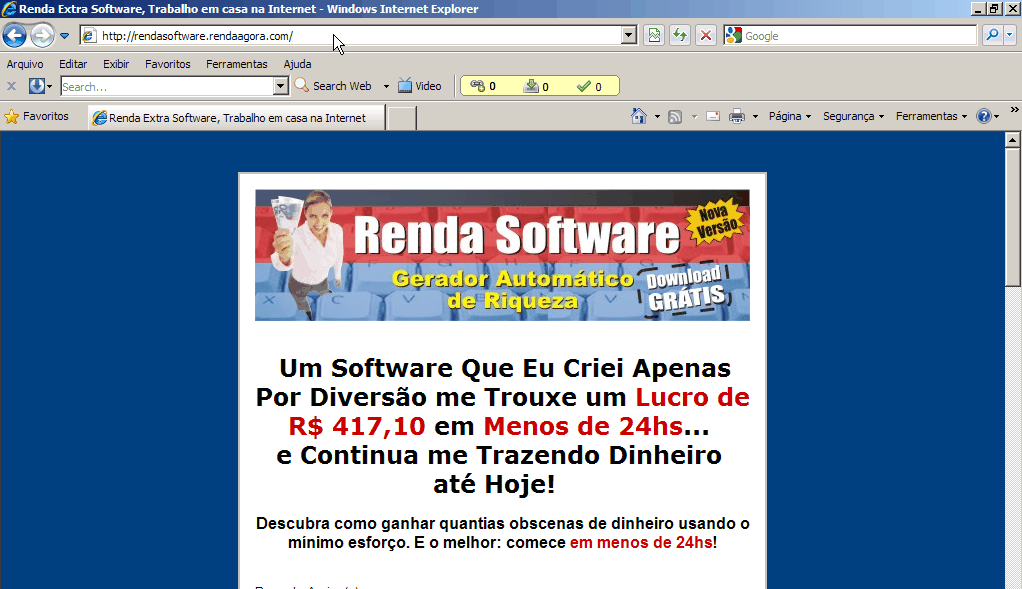 Renda Extra Software, Trabalho em casa na Internet - Windows Internet Explorer
http://rendasoftware.rendaagora.com/
Google
Arquivo Editar Exibir Favoritos Ferramentas Ajuda
Search... Search Web Video 0 0 0
Favoritos Renda Extra Software, Trabalho em casa na Internet Página Segurança Ferramentas
Nova
Versão
Renda Software
Gerador Automático
de Riqueza
Download
GRÁTIS
Um Software Que Eu Criei Apenas
Por Diversão me Trouxe um Lucro de
R$ 417,10 em Menos de 24hs...
e Continua me Trazendo Dinheiro
até Hoje!
Descubra como ganhar quantias obscenas de dinheiro usando o
mínimo esforço. E o melhor: comece em menos de 24hs!